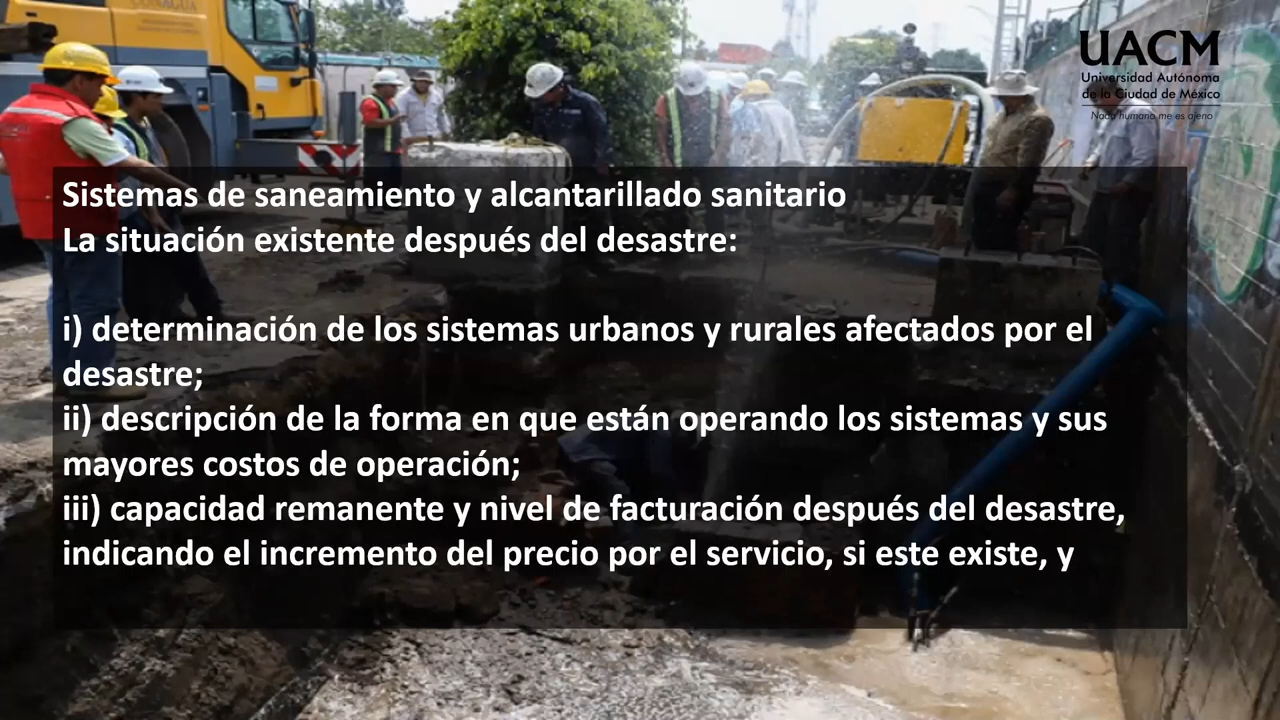 CONAGUA
UACM
Universidad Autónoma
de la Ciudad de México
Nada humano me es ajeno
Sistemas de saneamiento y alcantarillado sanitario
La situación existente después del desastre:
i) determinación de los sistemas urbanos y rurales afectados por el
desastre;
ii) descripción de la forma en que están operando los sistemas y sus
mayores costos de operación;
iii) capacidad remanente y nivel de facturación después del desastre,
indicando el incremento del precio por el servicio, si este existe, y